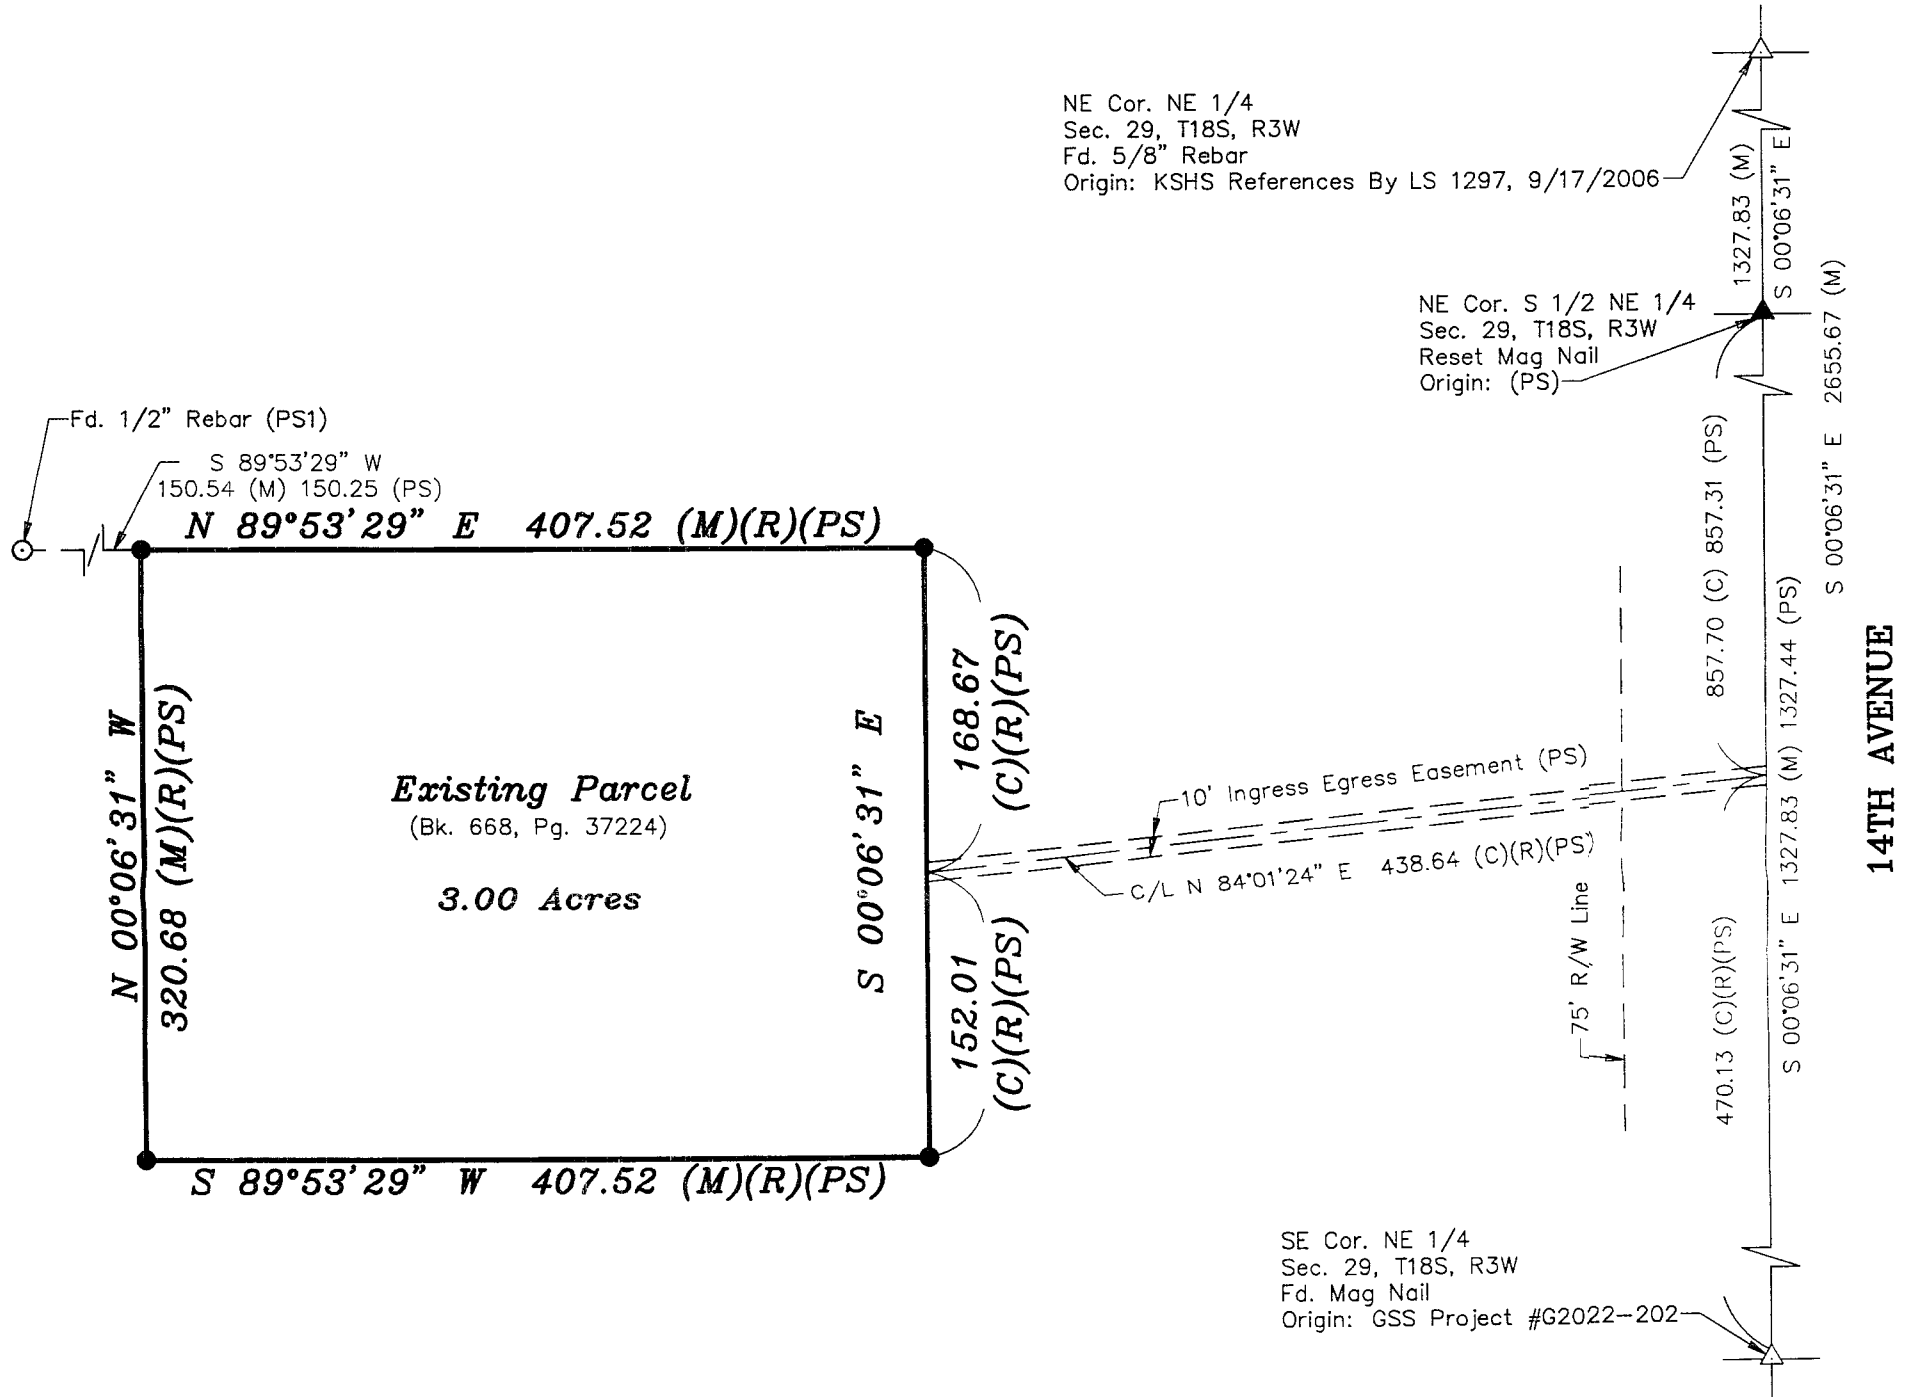 NE Cor. NE 1/4
Sec. 29, T18S, R3W
Fd. 5/8" Rebar
Origin: KSHS References By LS 1297, 9/17/2006
1327.83 (M)
S 00°06'31" E
NE Cor. S 1/2 NE 1/4
Sec. 29, T18S, R3W
Reset Mag Nail
Origin: (PS)
S 00°06'31" E 2655.67 (M)
Fd. 1/2" Rebar (PS1)
S 89°53'29" W
150.54 (M) 150.25 (PS)
N 89°53'29" E 407.52 (M)(R)(PS)
857.70 (C) 857.31 (PS)
N 00°06'31" W
320.68 (M)(R)(PS)
Existing Parcel
(Bk. 668, Pg. 37224)
3.00 Acres
S 00°06'31" E
168.67
(C)(R)(PS)
152.01
(C)(R)(PS)
10' Ingress Egress Easement (PS)
C/L N 84°01'24" E 438.64 (C)(R)(PS)
75' R/W Line
470.13 (C)(R)(PS)
S 00°06'31" E 1327.83 (M) 1327.44 (PS)
14TH AVENUE
S 89°53'29" W 407.52 (M)(R)(PS)
SE Cor. NE 1/4
Sec. 29, T18S, R3W
Fd. Mag Nail
Origin: GSS Project #G2022-202